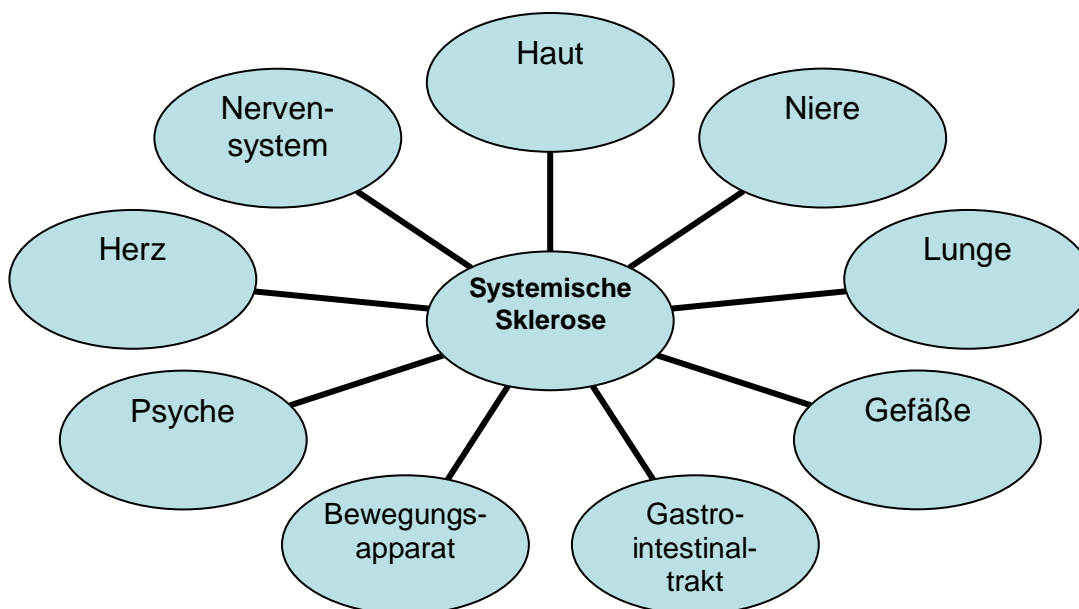 Haut
Nerven-
system
Niere
Herz
Lunge
Systemische
Sklerose
Psyche
Gefäße
Bewegungs-
apparat
Gastro-
intestinal-
trakt